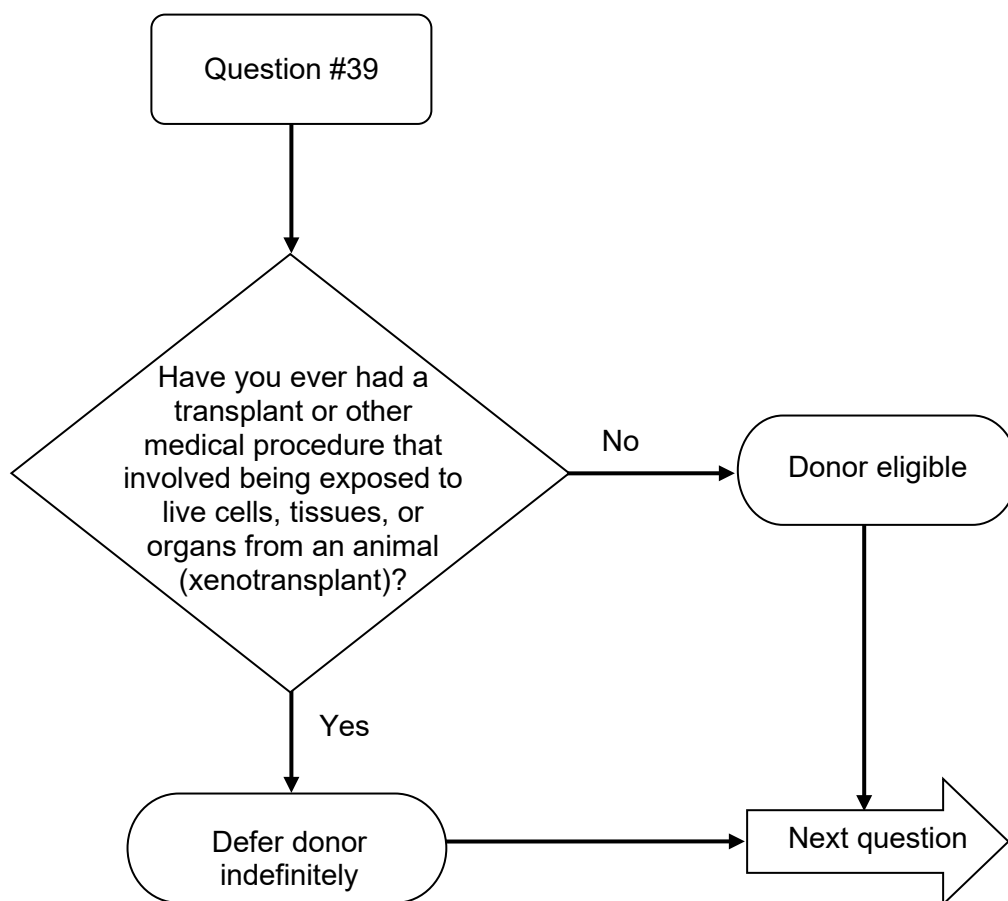 Question #39
Have you ever had a
transplant or other
medical procedure that
involved being exposed to
live cells, tissues, or
organs from an animal
(xenotransplant)?
No
Donor eligible
Yes
Defer donor
indefinitely
Next question